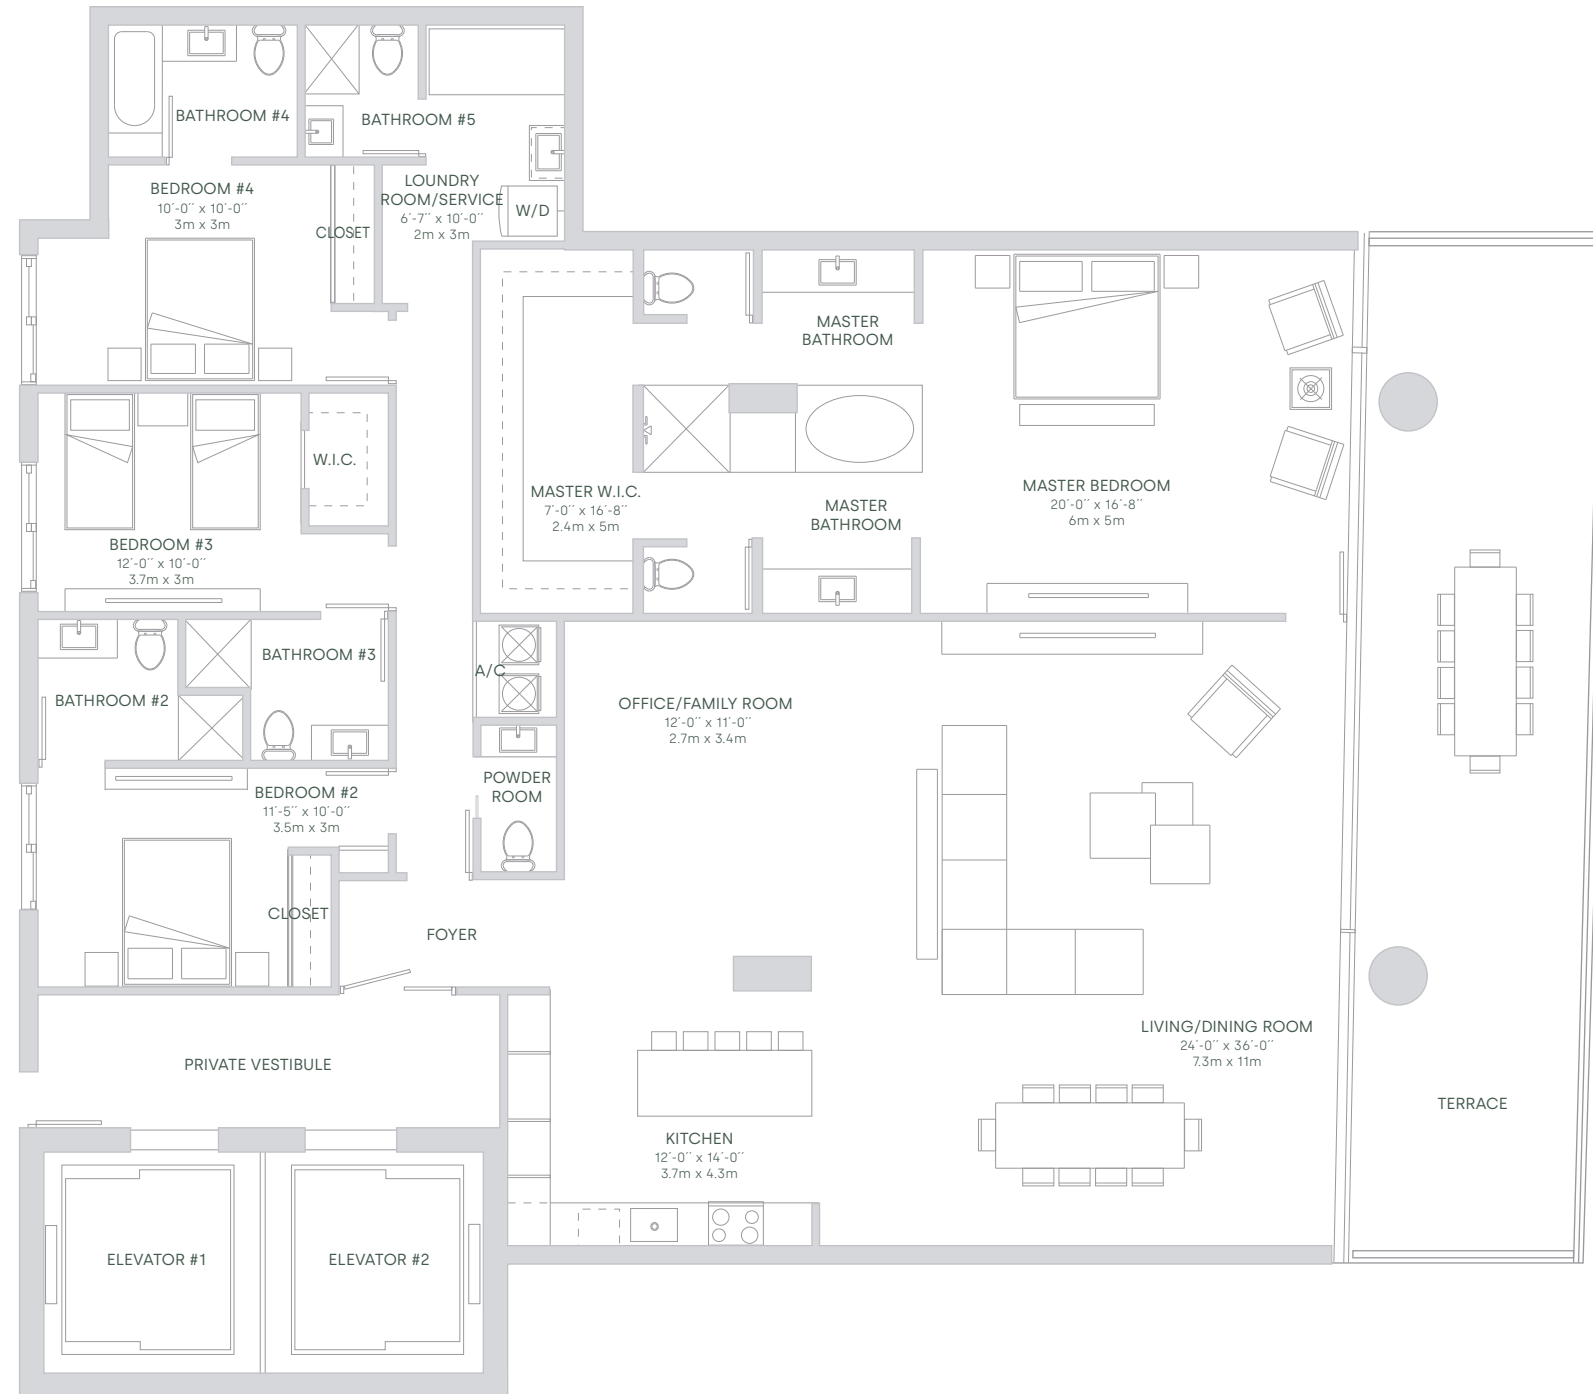 BATHROOM #4
BATHROOM #5
BEDROOM #4
10´-0´´ x 10´-0´´
3m x 3m
CLOSET
LOUNDRY
ROOM/SERVICE
6´-7´´ x 10´-0´´
2m x 3m
W/D
MASTER
BATHROOM
W.I.C.
MASTER W.I.C.
7´-0´´ x 16´-8´´
2.4m x 5m
MASTER
BATHROOM
MASTER BEDROOM
20´-0´´ x 16´-8´´
6m x 5m
BEDROOM #3
12´-0´´ x 10´-0´´
3.7m x 3m
BATHROOM #3
BATHROOM #2
A/C
OFFICE/FAMILY ROOM
12´-0´´ x 11´-0´´
2.7m x 3.4m
POWDER
ROOM
BEDROOM #2
11´-5´´ x 10´-0´´
3.5m x 3m
CLOSET
FOYER
LIVING/DINING ROOM
24´-0´´ x 36´-0´´
7.3m x 11m
PRIVATE VESTIBULE
TERRACE
KITCHEN
12´-0´´ x 14´-0´´
3.7m x 4.3m
ELEVATOR #1
ELEVATOR #2